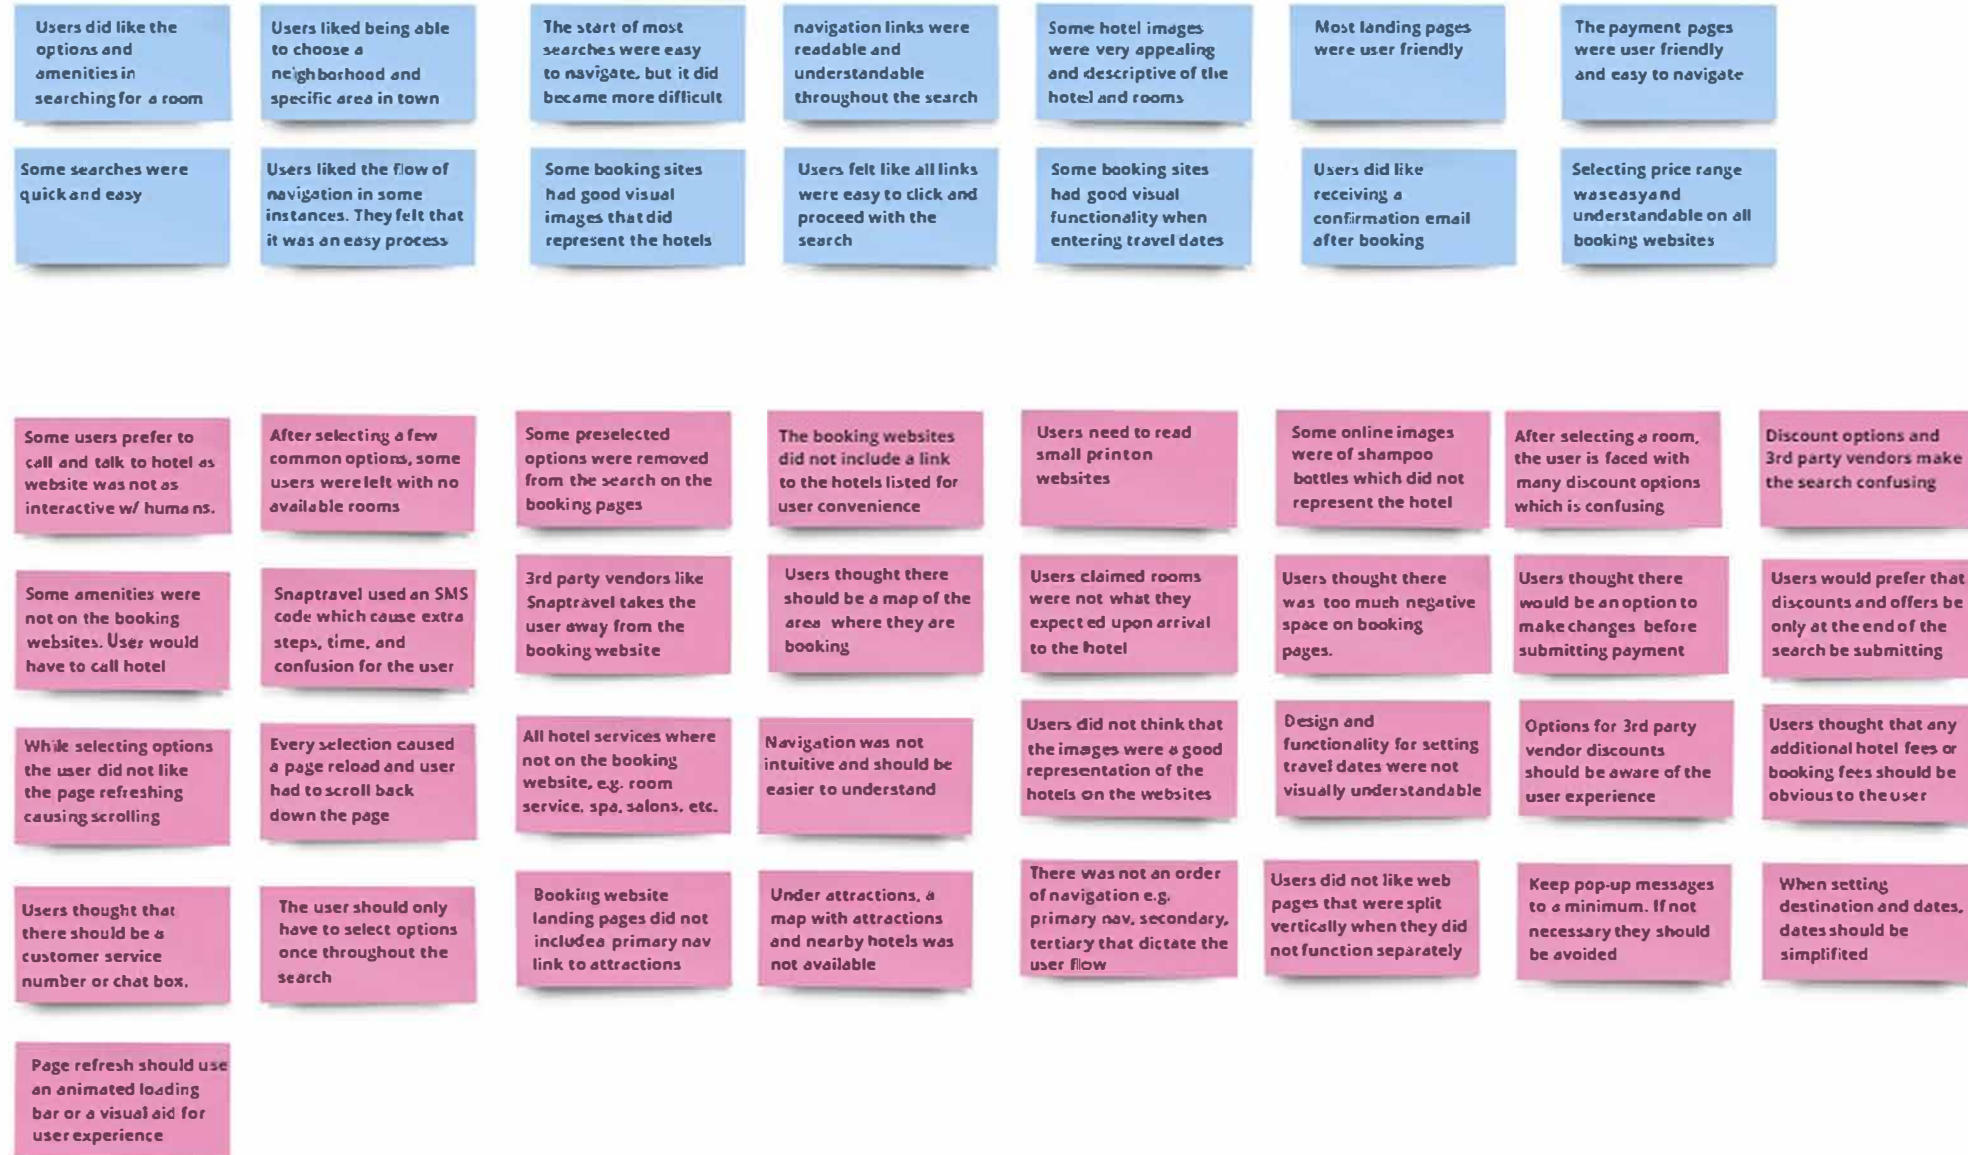 Users did like the
options and
amenities in
searching for a room
Users liked being able
to choose a
neighborhood and
specific area in town
The start of most
searches were easy
to navigate, but it did
became more difficult
navigation links were
readable and
understandable
throughout the search
Some hotel images
were very appealing
and descriptive of the
hotel and rooms
Most landing pages
were user friendly
The payment pages
were user friendly
and easy to navigate
Some searches were
quick and easy
Users liked the flow of
navigation in some
instances. They felt that
it was an easy process
Some booking sites
had good visual
images that did
represent the hotels
Users felt like all links
were easy to click and
proceed with the
search
Some booking sites
had good visual
functionality when
entering travel dates
Users did like
receiving a
confirmation email
after booking
Selecting price range
was easy and
understandable on all
booking websites
Some users prefer to
call and talk to hotel as
website was not as
interactive w/ humans.
After selecting a few
common options, some
users were left with no
available rooms
Some preselected
options were removed
from the search on the
booking pages
The booking websites
did not include a link
to the hotels listed for
user convenience
Users need to read
small print on
websites
Some online images
were of shampoo
bottles which did not
represent the hotel
After selecting a room,
the user is faced with
many discount options
which is confusing
Discount options and
3rd party vendors make
the search confusing
Some amenities were
not on the booking
websites. User would
have to call hotel
Snaptravel used an SMS
code which cause extra
steps, time, and
confusion for the user
3rd party vendors like
Snaptravel takes the
user away from the
booking website
Users thought there
should be a map of the
area where they are
booking
Users claimed rooms
were not what they
expected upon arrival
to the hotel
Users thought there
was too much negative
space on booking
pages.
Users thought there
would be an option to
make changes before
submitting payment
Users would prefer that
discounts and offers be
only at the end of the
search be submitting
While selecting options
the user did not like
the page refreshing
causing scrolling
Every selection caused
a page reload and user
had to scroll back
down the page
All hotel services where
not on the booking
website, e.g. room
service, spa, salons, etc.
Navigation was not
intuitive and should be
easier to understand
Users did not think that
the images were a good
representation of the
hotels on the websites
Design and
functionality for setting
travel dates were not
visually understandable
Options for 3rd party
vendor discounts
should be aware of the
user experience
Users thought that any
additional hotel fees or
booking fees should be
obvious to the user
Users thought that
there should be a
customer service
number or chat box.
The user should only
have to select options
once throughout the
search
Booking website
landing pages did not
include a primary nav
link to attractions
Under attractions, a
map with attractions
and nearby hotels was
not available
There was not an order
of navigation e.g.
primary nav, secondary,
tertiary that dictate the
user flow
Users did not like web
pages that were split
vertically when they did
not function separately
Keep pop-up messages
to a minimum. If not
necessary they should
be avoided
When setting
destination and dates,
dates should be
simplifited
Page refresh should use
an animated loading
bar or a visual aid for
user experience